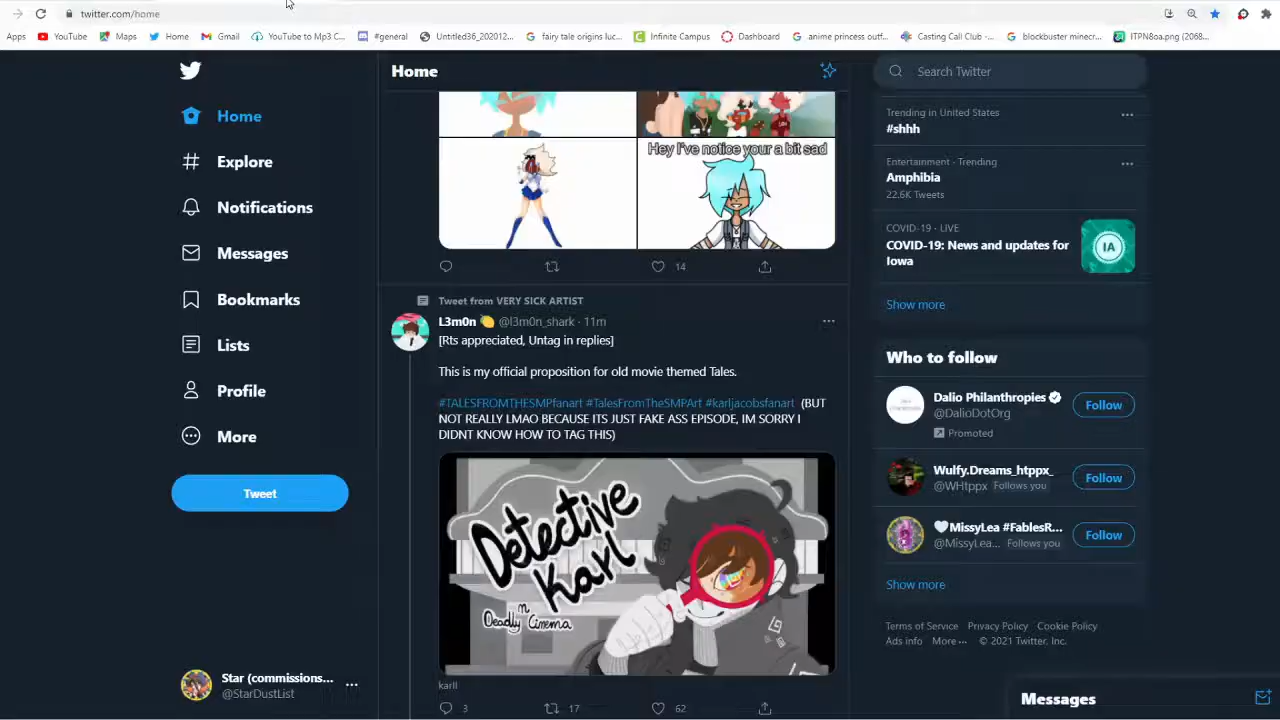 twitter.com/home
Apps
YouTube
Maps
Home
Gmail
YouTube to Mp3 C...
#general
Untitled36_202012...
fairy tale origins luc...
Infinite Campus
Dashboard
anime princess outf...
Casting Call Club -...
blockbuster minecr...
ITPN8oa.png (2068...
Home
Explore
Notifications
Messages
Bookmarks
Lists
Profile
More
Tweet
Star (commissions...
@StarDustList
Home
Hey I've notice your a bit sad
14
Tweet from VERY SICK ARTIST
L3m0n 🍋 @l3m0n_shark · 11m
[Rts appreciated, Untag in replies]
This is my official proposition for old movie themed Tales.
#TALESFROMTHESMPfanart #TalesFromTheSMPArt #karljacobsfanart (BUT
NOT REALLY LMAO BECAUSE ITS JUST FAKE ASS EPISODE, IM SORRY I
DIDNT KNOW HOW TO TAG THIS)
Detective
Karl
n
Deadly Cinema
karll
3
17
62
Search Twitter
Trending in United States
#shhh
Entertainment · Trending
Amphibia
22.6K Tweets
COVID-19 · LIVE
COVID-19: News and updates for
Iowa
IA
Show more
Who to follow
Dalio Philanthropies
@DalioDotOrg
Promoted
Follow
Wulfy.Dreams_htppx_
@WHtppx Follows you
Follow
🤍MissyLea #FablesR...
@MissyLea... Follows you
Follow
Show more
Terms of Service Privacy Policy Cookie Policy
Ads info More ··· © 2021 Twitter, Inc.
Messages